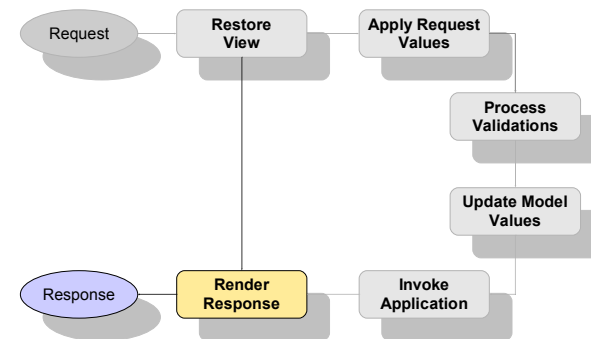 Request
Restore
View
Apply Request
Values
Process
Validations
Update Model
Values
Invoke
Application
Render
Response
Response